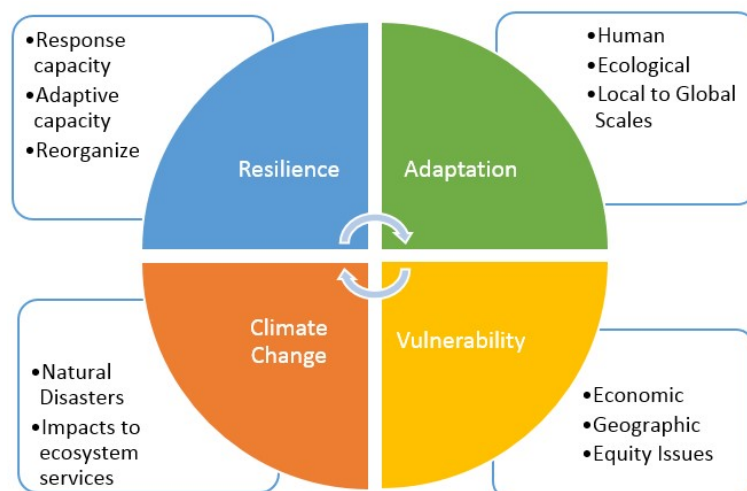 •Response
capacity
•Adaptive
capacity
•Reorganize
•Human
•Ecological
•Local to Global
Scales
Resilience
Adaptation
Climate
Change
Vulnerability
•Natural
Disasters
•Impacts to
ecosystem
services
•Economic
•Geographic
•Equity Issues